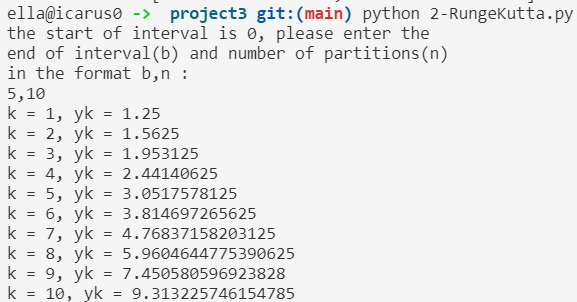 ella@icarus0 -> project3 git:(main) python 2-RungeKutta.py
the start of interval is 0, please enter the
end of interval(b) and number of partitions(n)
in the format b,n :
5,10
k = 1, yk = 1.25
k = 2, yk = 1.5625
k = 3, yk = 1.953125
k = 4, yk = 2.44140625
k = 5, yk = 3.0517578125
k = 6, yk = 3.814697265625
k = 7, yk = 4.76837158203125
k = 8, yk = 5.9604644775390625
k = 9, yk = 7.450580596923828
k = 10, yk = 9.313225746154785